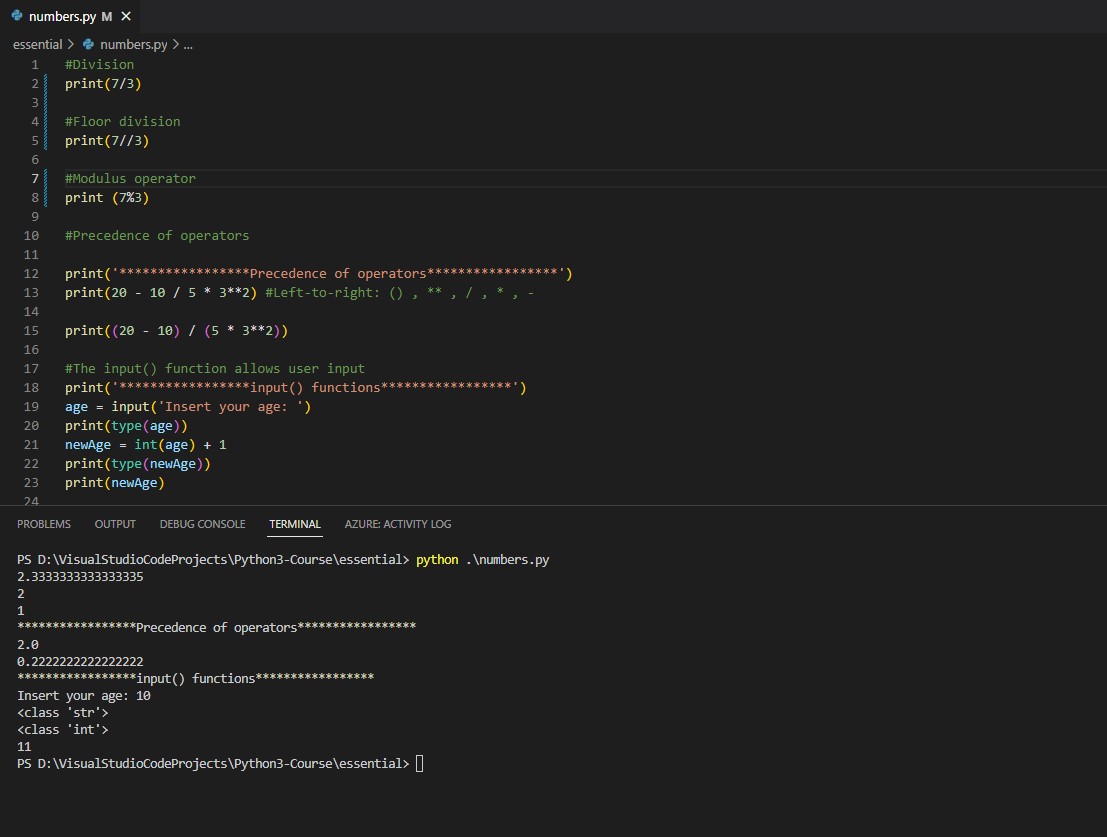 numbers.py M
essential > numbers.py > ...
1 #Division
2 print(7/3)
3
4 #Floor division
5 print(7//3)
6
7 #Modulus operator
8 print (7%3)
9
10 #Precedence of operators
11
12 print('*****************Precedence of operators*****************')
13 print(20 - 10 / 5 * 3**2) #Left-to-right: () , ** , / , * , -
14
15 print((20 - 10) / (5 * 3**2))
16
17 #The input() function allows user input
18 print('*****************input() functions*****************')
19 age = input('Insert your age: ')
20 print(type(age))
21 newAge = int(age) + 1
22 print(type(newAge))
23 print(newAge)
24
PROBLEMS OUTPUT DEBUG CONSOLE TERMINAL AZURE: ACTIVITY LOG
PS D:\VisualStudioCodeProjects\Python3-Course\essential> python .\numbers.py
2.3333333333333335
2
1
*****************Precedence of operators*****************
2.0
0.2222222222222222
*****************input() functions*****************
Insert your age: 10
<class 'str'>
<class 'int'>
11
PS D:\VisualStudioCodeProjects\Python3-Course\essential>